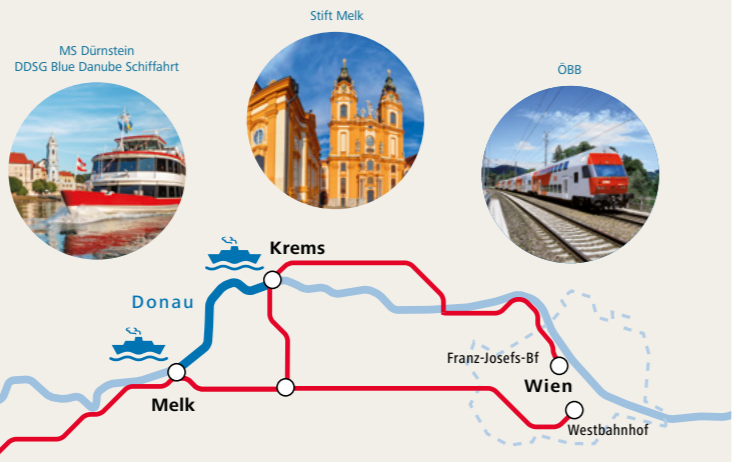 Stift Melk
MS Dürnstein
DDSG Blue Danube Schiffahrt
ÖBB
Krems
Donau
Franz-Josefs-Bf
Wien
Melk
Westbahnhof